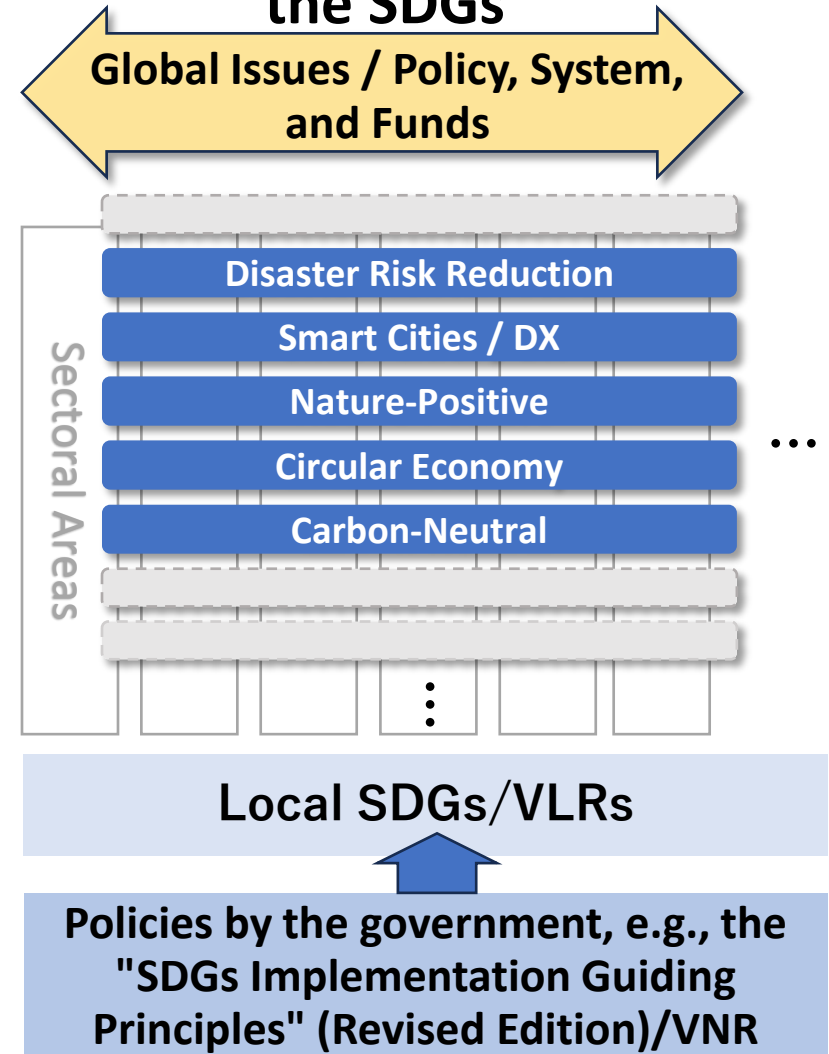 the SDGs
Global Issues / Policy, System,
and Funds
Disaster Risk Reduction
Smart Cities / DX
Nature-Positive
Circular Economy
Carbon-Neutral
Sectoral Areas
...
⋮
Local SDGs/VLRs
Policies by the government, e.g., the
"SDGs Implementation Guiding
Principles" (Revised Edition)/VNR